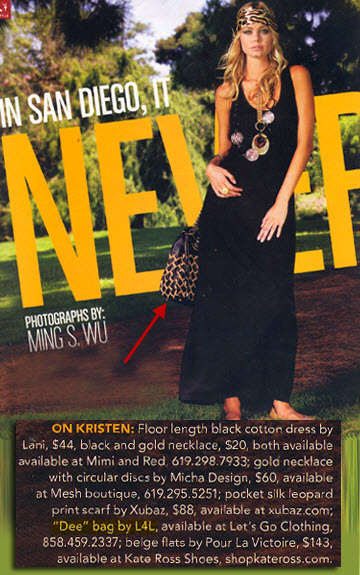 STYLE
IN SAN DIEGO, IT
NEVER
PHOTOGRAPHS BY:
MING S. WU
ON KRISTEN: Floor length black cotton dress by
Lani, $44, black and gold necklace, $20, both available
available at Mimi and Red, 619.298.7933; gold necklace
with circular discs by Micha Design, $60, available
at Mesh boutique, 619.295.5251; pocket silk leopard
print scarf by Xubaz, $88, available at xubaz.com;
"Dee" bag by L4L, available at Let's Go Clothing,
858.459.2337; beige flats by Pour La Victoire, $143,
available at Kate Ross Shoes, shopkateross.com.